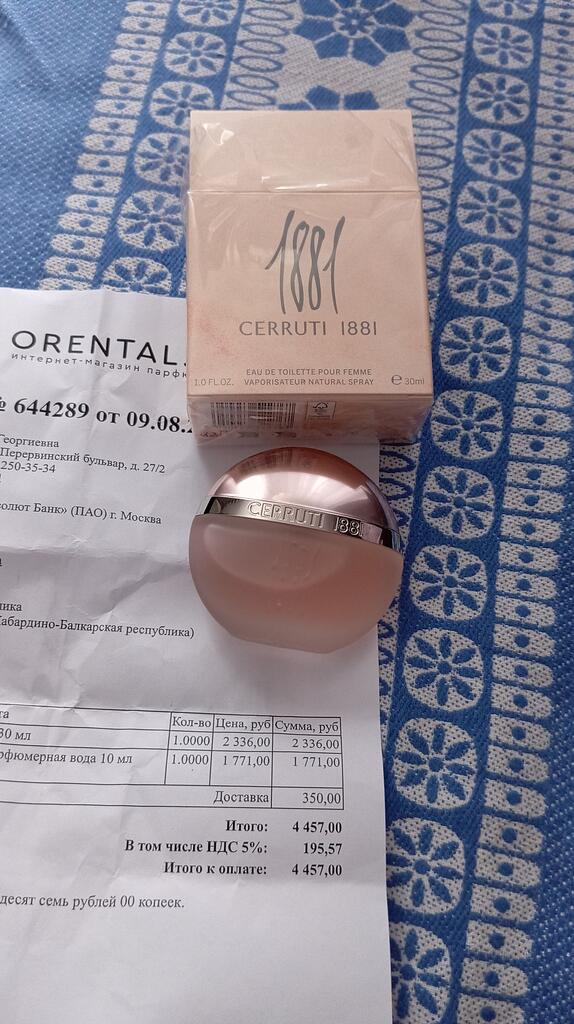 1881
CERRUTI 1881
EAU DE TOILETTE POUR FEMME
1.0 FL.OZ. VAPORISATEUR NATURAL SPRAY e 30ml
ORENTAL
интернет-магазин парфю
№ 644289 от 09.08.
Георгиевна
Перервинский бульвар, д. 27/2
250-35-34
CERRUTI 1881
солют Банк» (ПАО) г. Москва
лика
Кабардино-Балкарская республика)
та Кол-во Цена, руб Сумма, руб
30 мл 1.0000 2 336,00 2 336,00
рфюмерная вода 10 мл 1.0000 1 771,00 1 771,00
Доставка 350,00
Итого: 4 457,00
В том числе НДС 5%: 195,57
Итого к оплате: 4 457,00
десят семь рублей 00 копеек.